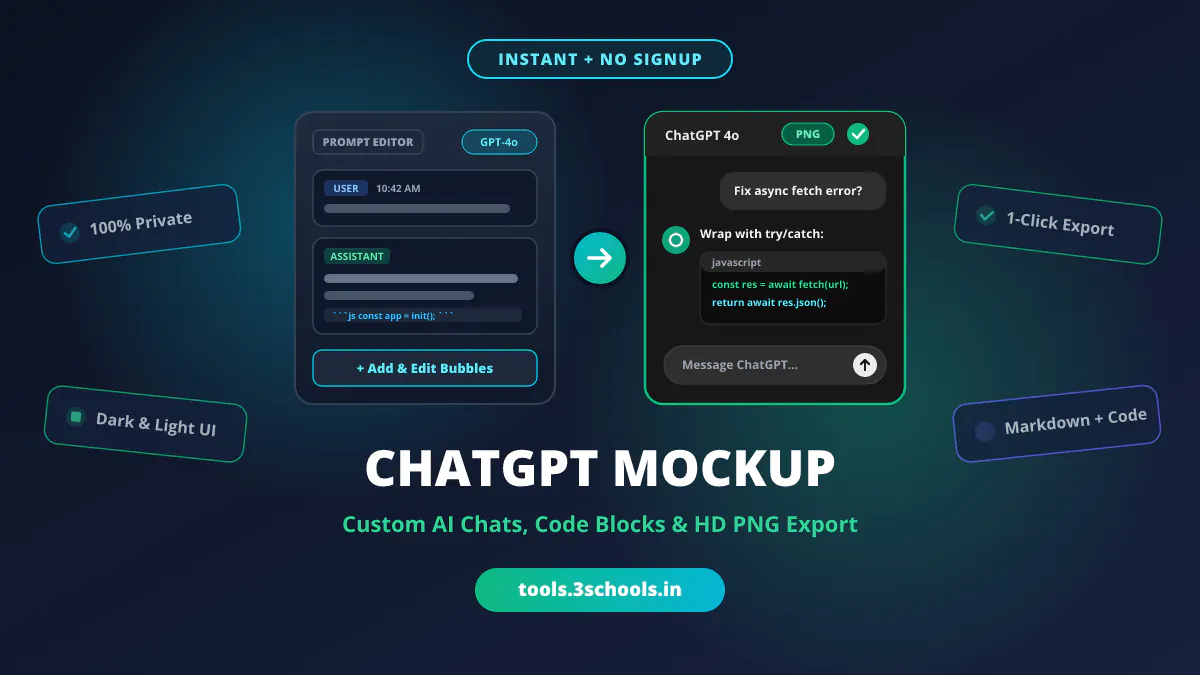 INSTANT + NO SIGNUP
PROMPT EDITOR
GPT-4o
USER 10:42 AM
ASSISTANT
```js const app = init(); ```
+ Add & Edit Bubbles
ChatGPT 4o
PNG
Fix async fetch error?
Wrap with try/catch:
javascript
const res = await fetch(url);
return await res.json();
Message ChatGPT...
100% Private
Dark & Light UI
1-Click Export
Markdown + Code
CHATGPT MOCKUP
Custom AI Chats, Code Blocks & HD PNG Export
tools.3schools.in